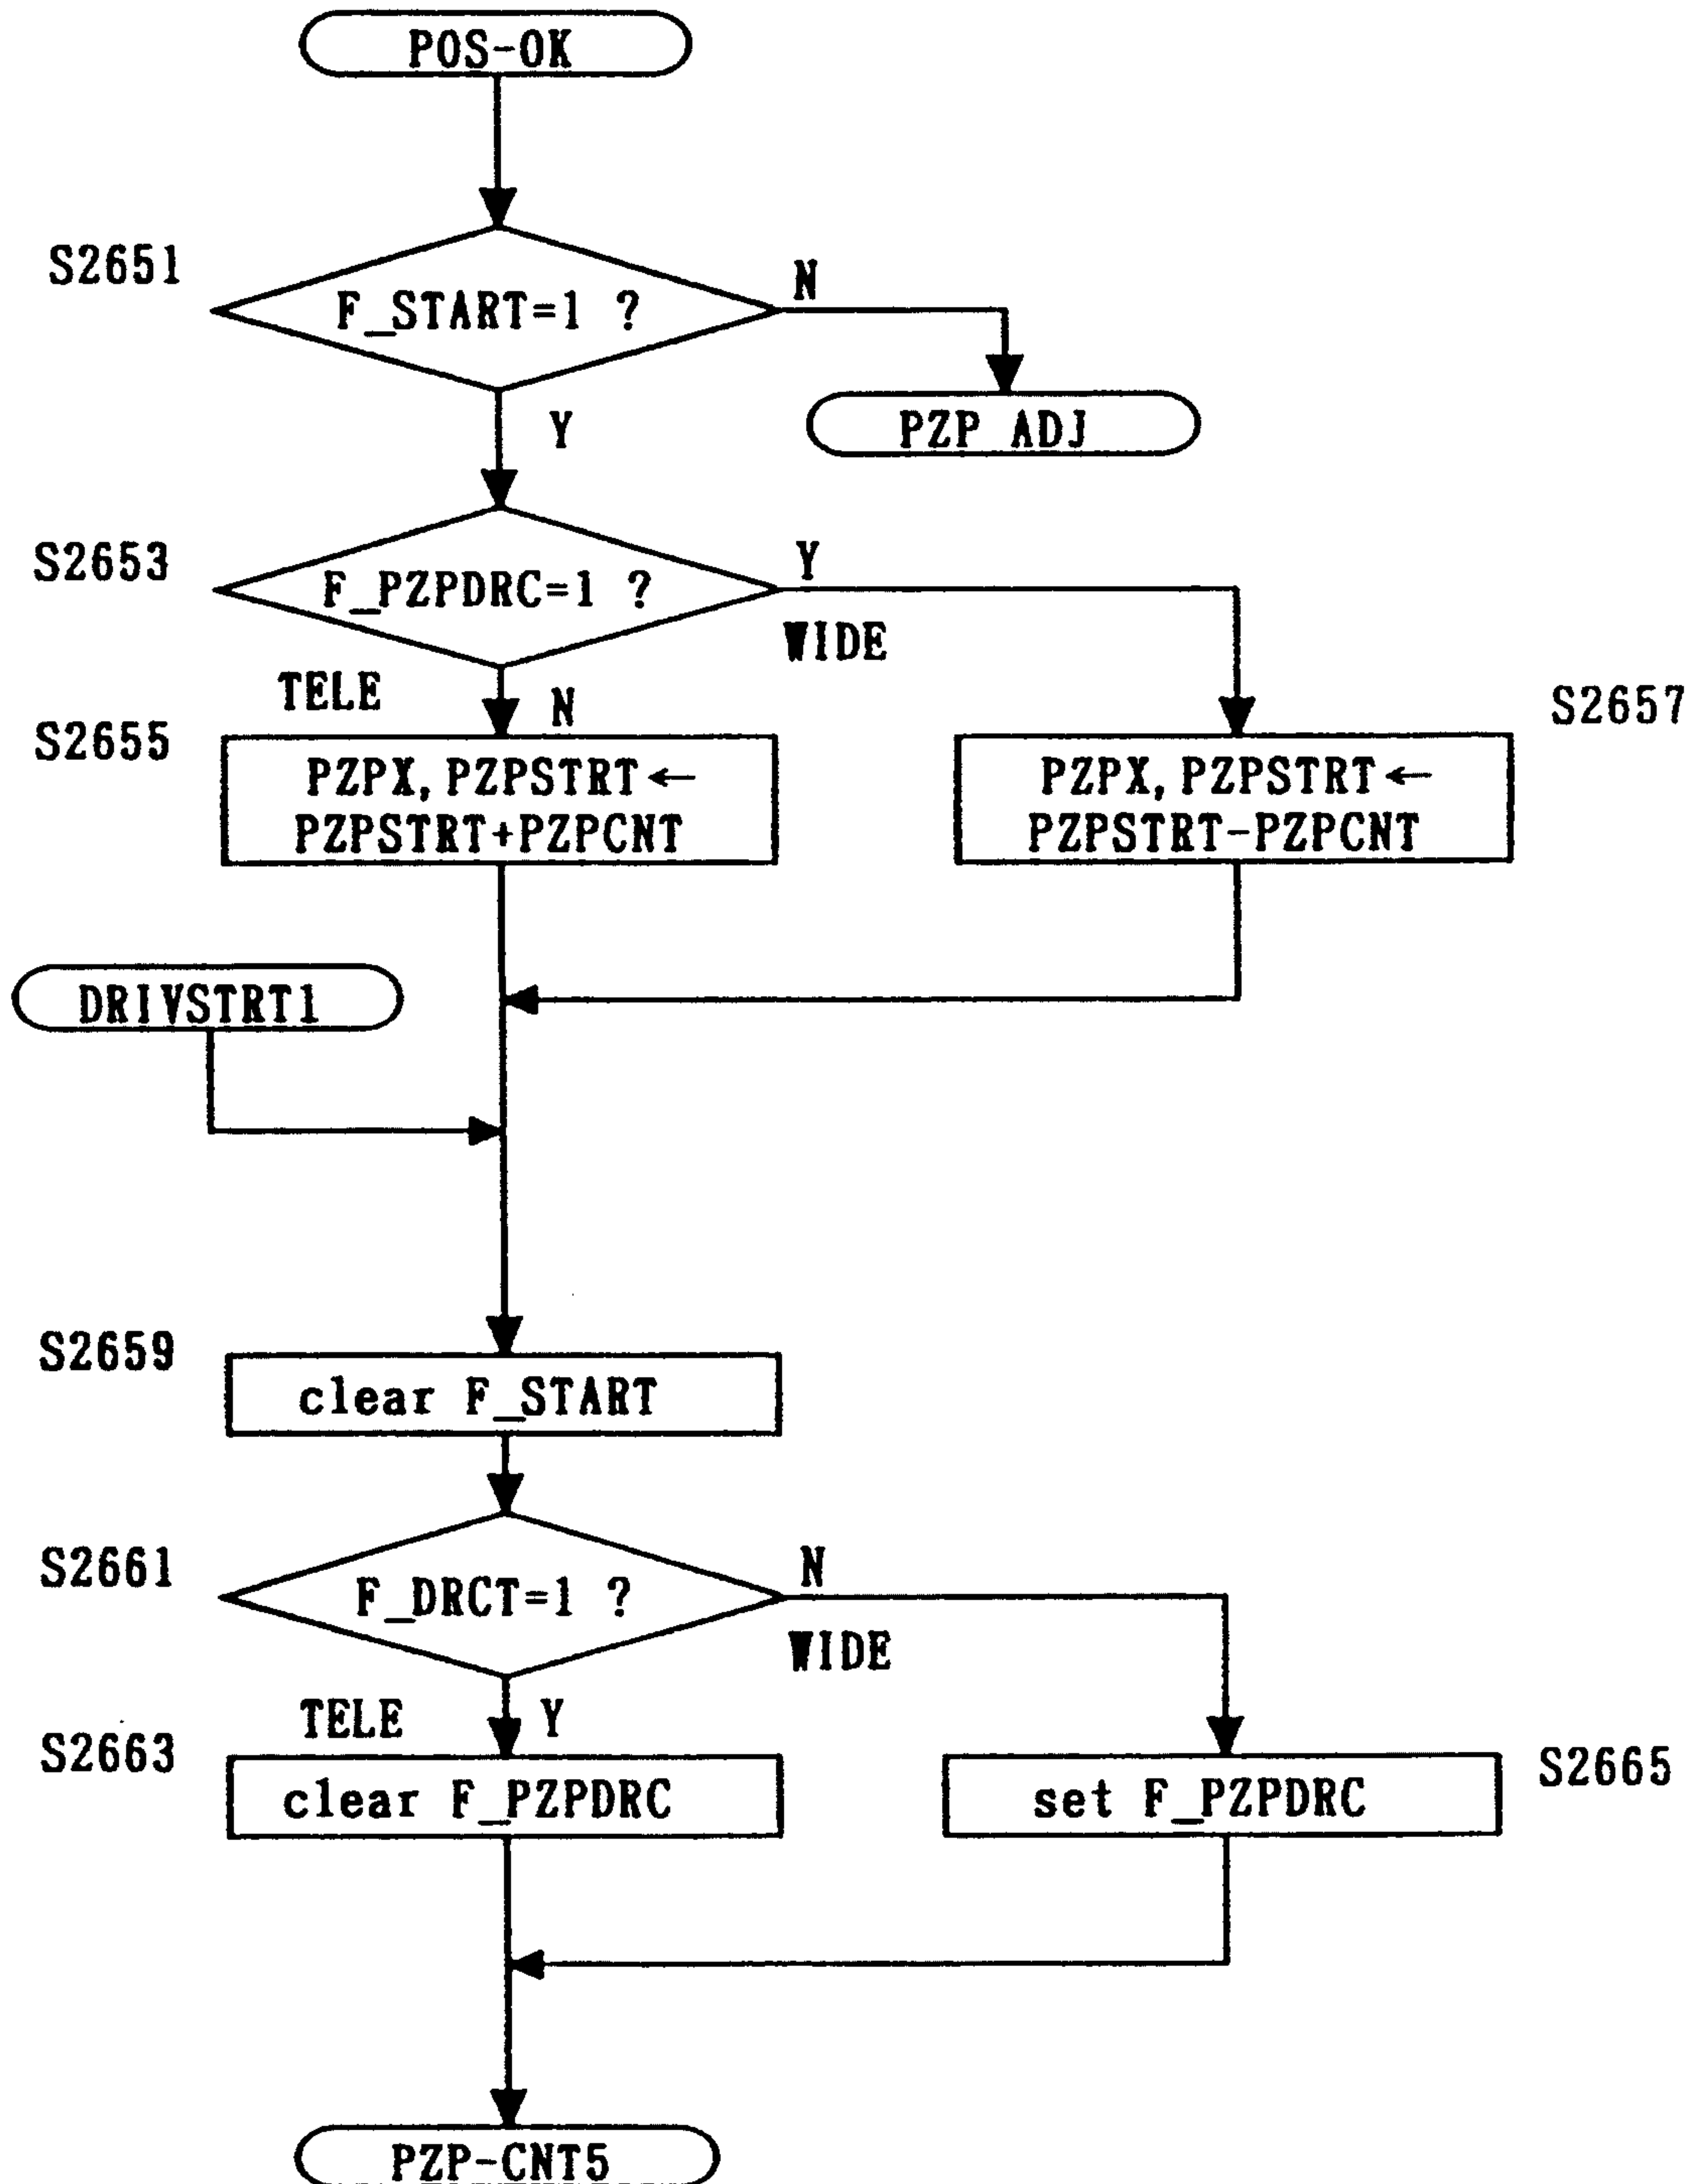 POS-OK
S2651
F_START=1 ?
N
PZP ADJ
Y
S2653
F_PZPDRC=1 ?
Y
WIDE
TELE
N
S2655
PZPX, PZPSTRT←
PZPSTRT+PZPCNT
S2657
PZPX, PZPSTRT←
PZPSTRT-PZPCNT
DRIVSTRT1
S2659
clear F_START
S2661
F_DRCT=1 ?
N
WIDE
TELE
Y
S2663
clear F_PZPDRC
S2665
set F_PZPDRC
PZP-CNT5